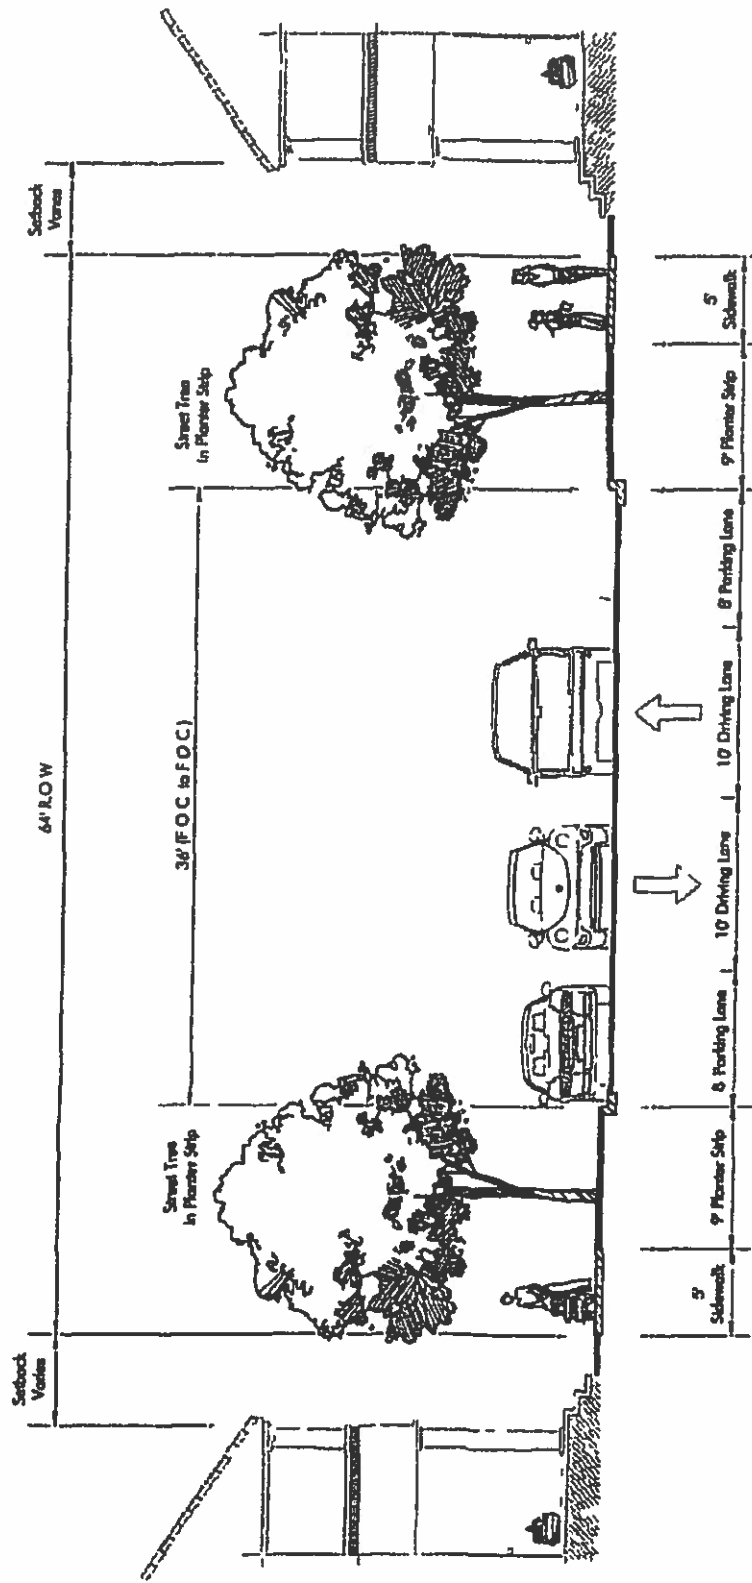 64' R.O.W
Setback
Varies
Setback
Varies
36' (F O C to F O C)
Street Tree
In Planter Strip
Street Tree
In Planter Strip
5'
Sidewalk
9' Planter Strip
8 Parking Lane
10' Driving Lane
10' Driving Lane
8' Parking Lane
9' Planter Strip
5'
Sidewalk